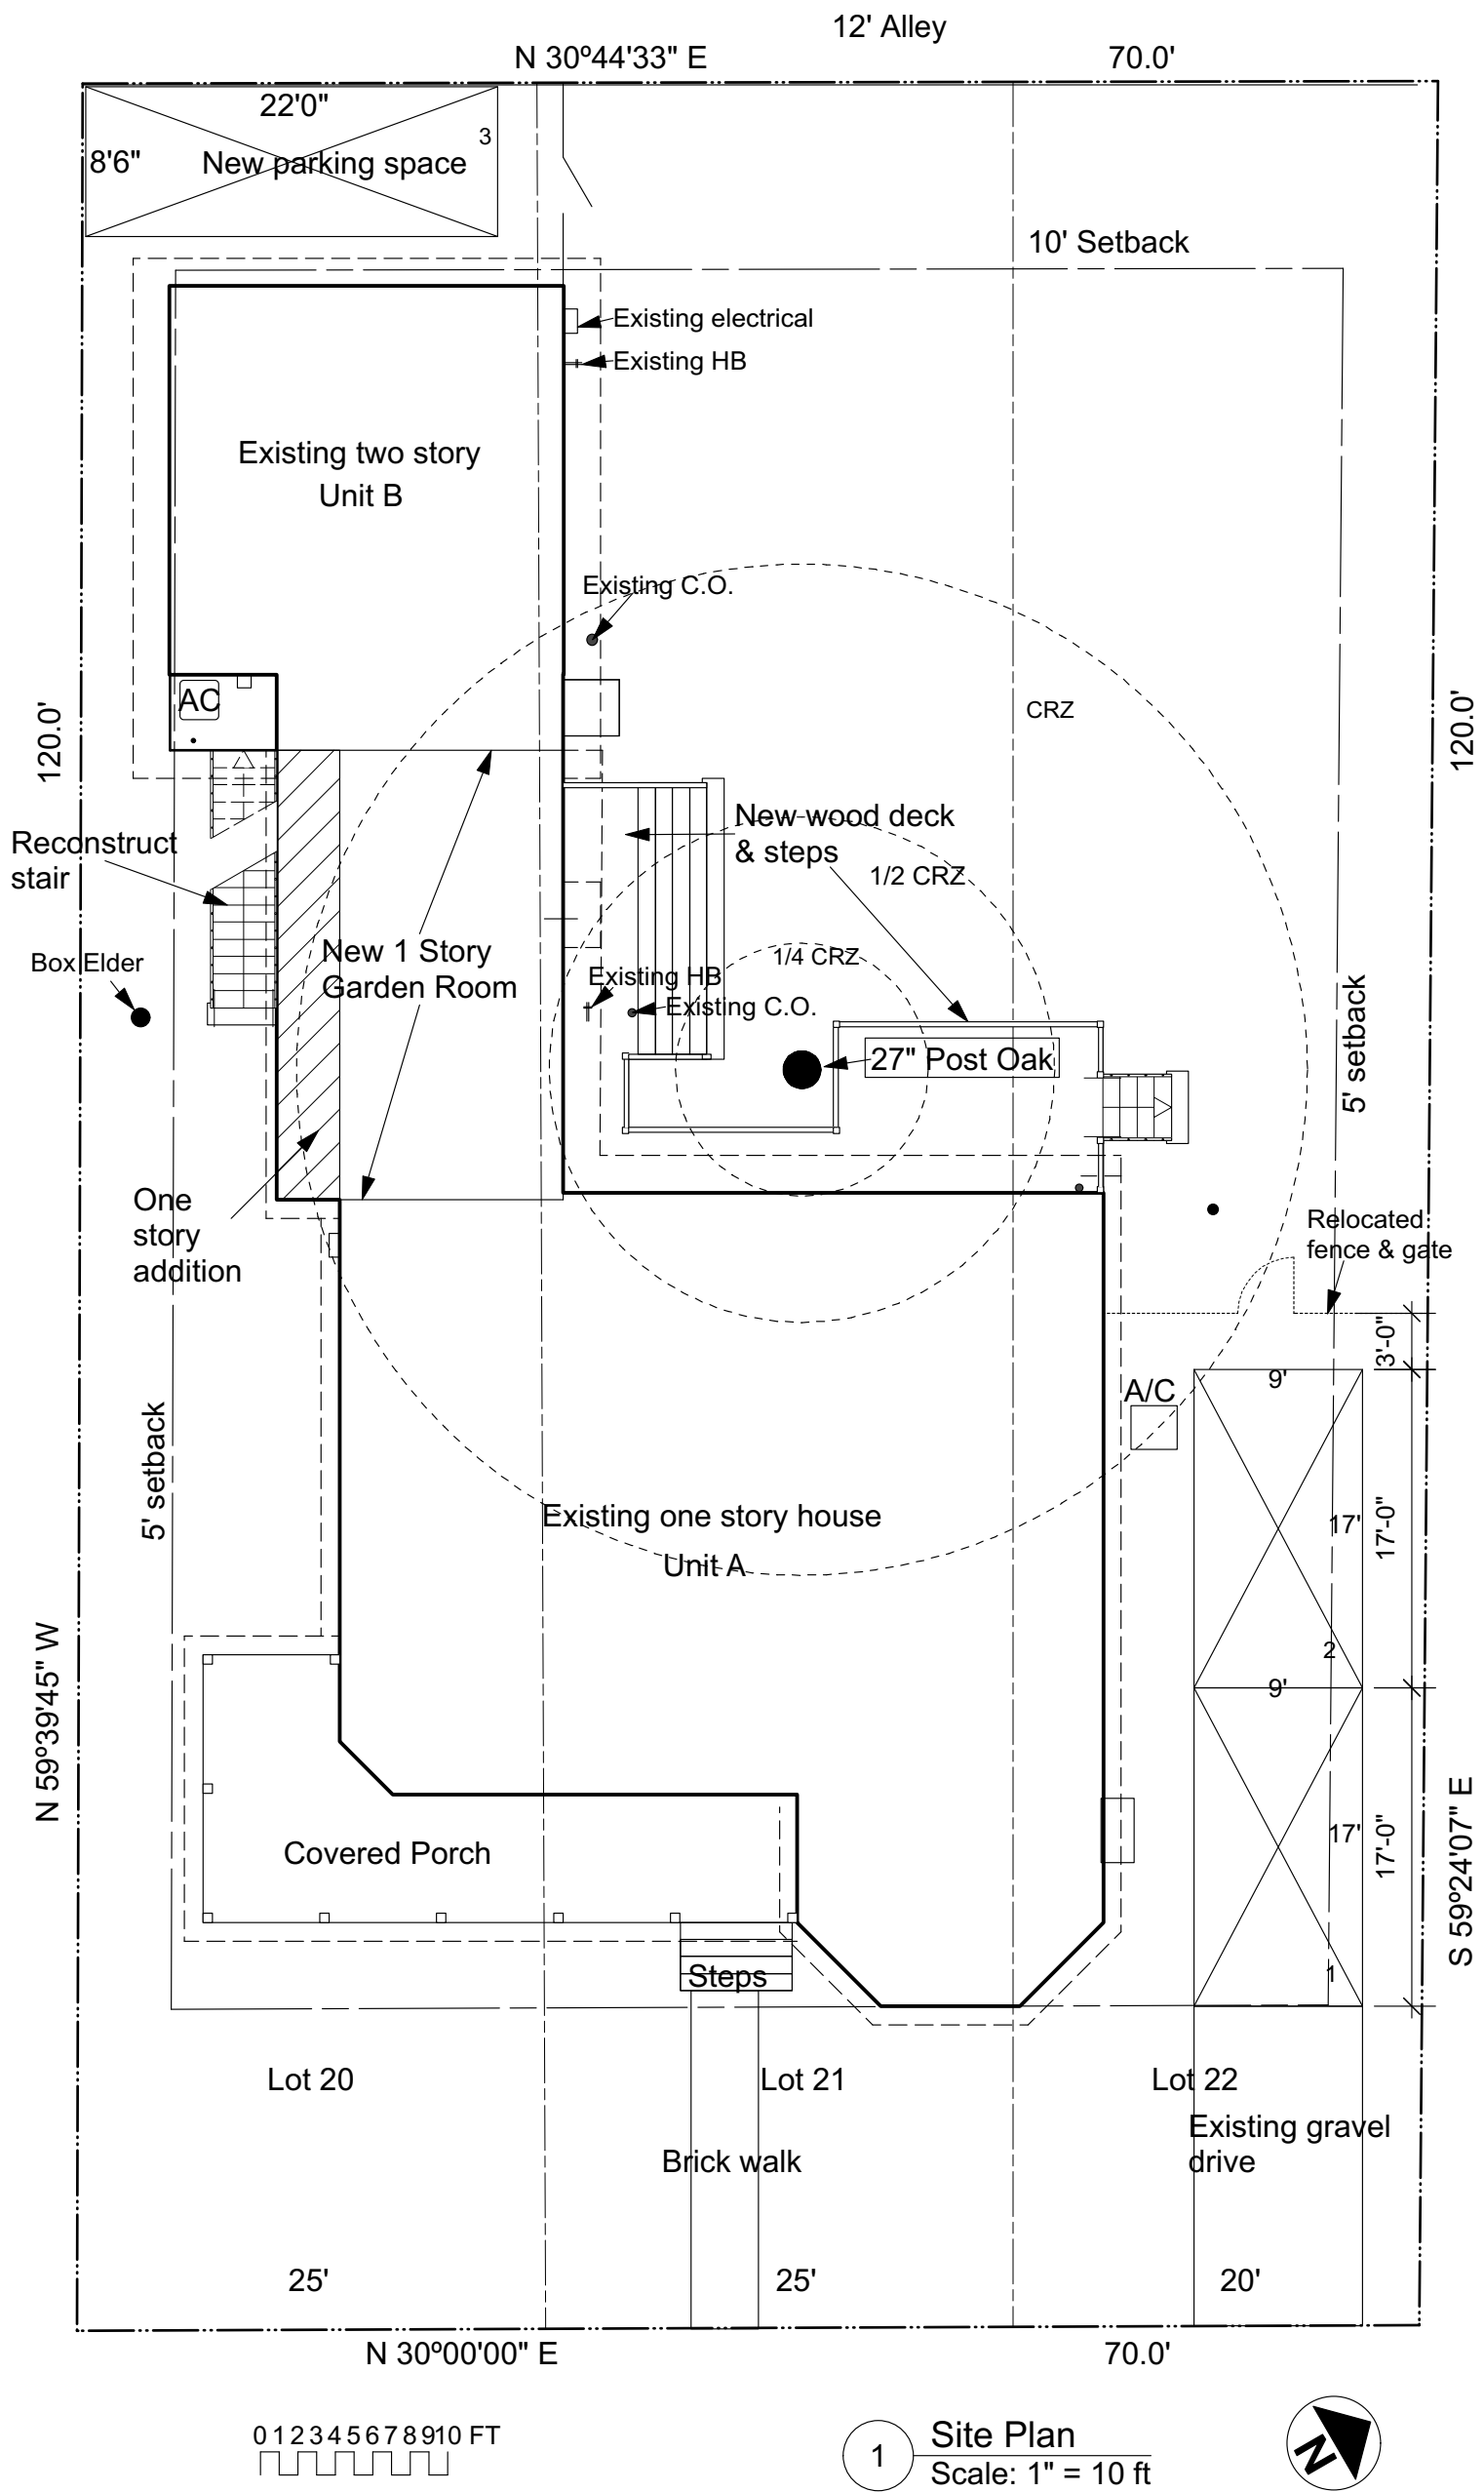 12' Alley
N 30º44'33" E
70.0'
22'0"
3
8'6"
New parking space
10' Setback
Existing electrical
Existing HB
Existing two story
Unit B
Existing C.O.
AC
CRZ
120.0'
120.0'
New wood deck
& steps
Reconstruct
stair
1/2 CRZ
New 1 Story
Garden Room
Box Elder
1/4 CRZ
Existing HB
Existing C.O.
27" Post Oak
5' setback
One
story
addition
Relocated
fence & gate
3'-0"
9'
A/C
5' setback
Existing one story house
Unit A
17'
17'-0"
2
9'
N 59º39'45" W
Covered Porch
17'
17'-0"
S 59º24'07" E
Steps
1
Lot 20
Lot 21
Lot 22
Existing gravel
drive
Brick walk
25'
25'
20'
N 30º00'00" E
70.0'
0 1 2 3 4 5 6 7 8 9 10 FT
1
Site Plan
Scale: 1" = 10 ft
N